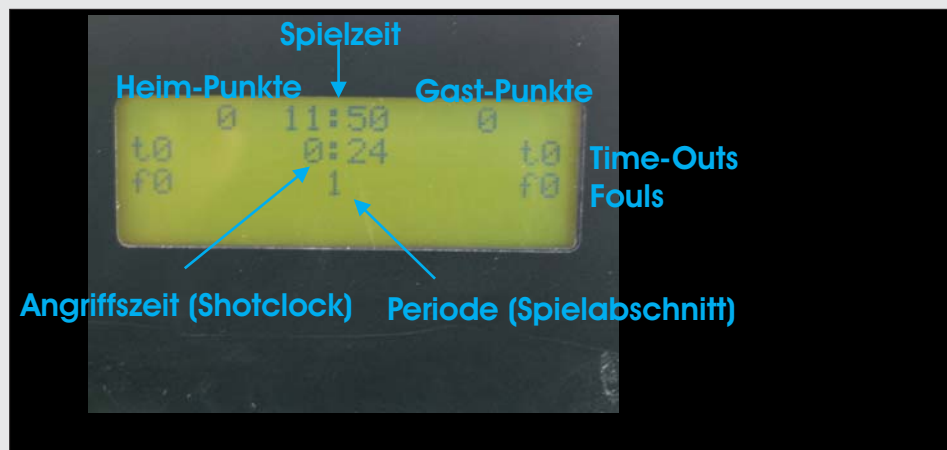 Spielzeit
Heim-Punkte Gast-Punkte
0 11:50 0
t0 0:24 t0 Time-Outs
f0 1 f0 Fouls
Angriffszeit (Shotclock) Periode (Spielabschnitt)